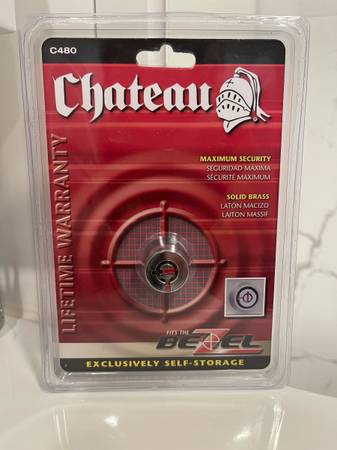 C480
Chateau
MAXIMUM SECURITY
SEGURIDAD MÁXIMA
SÉCURITÉ MAXIMUM
SOLID BRASS
LATÓN MACIZO
LAITON MASSIF
LIFETIME WARRANTY
FITS THE
BEZEL
EXCLUSIVELY SELF-STORAGE